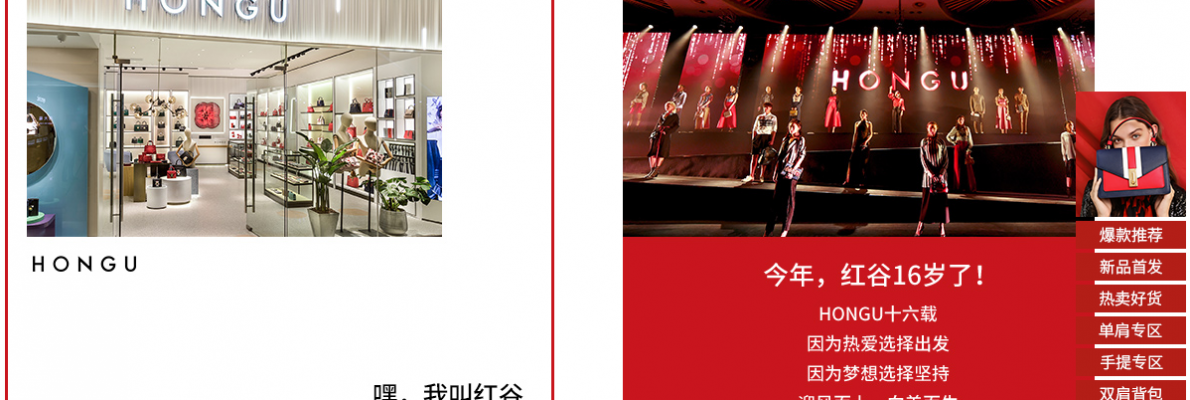 HONGU
HONGU
嘿，我叫红谷
HONGU
今年，红谷16岁了！
HONGU十六载
因为热爱选择出发
因为梦想选择坚持
爆款推荐
新品首发
热卖好货
单肩专区
手提专区
双肩背包